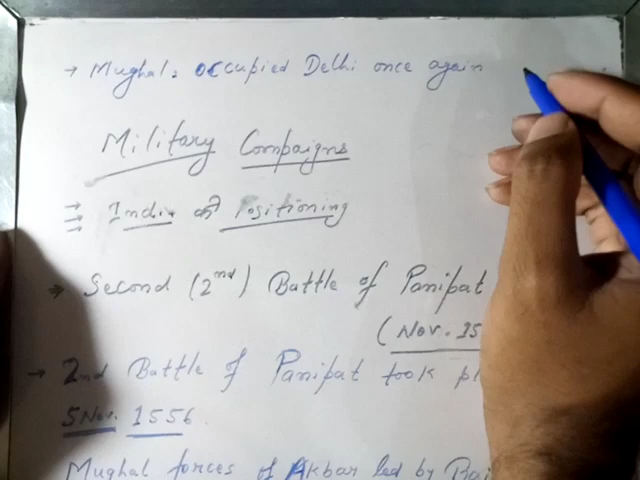 → Mughals occupied Delhi once again
Military Campaigns
Positioning
→ Second (2nd) Battle of Panipat
(Nov. 15
→ 2nd Battle of Panipat took pl
5 Nov. 1556
Mughal forces of Akbar led by Bai